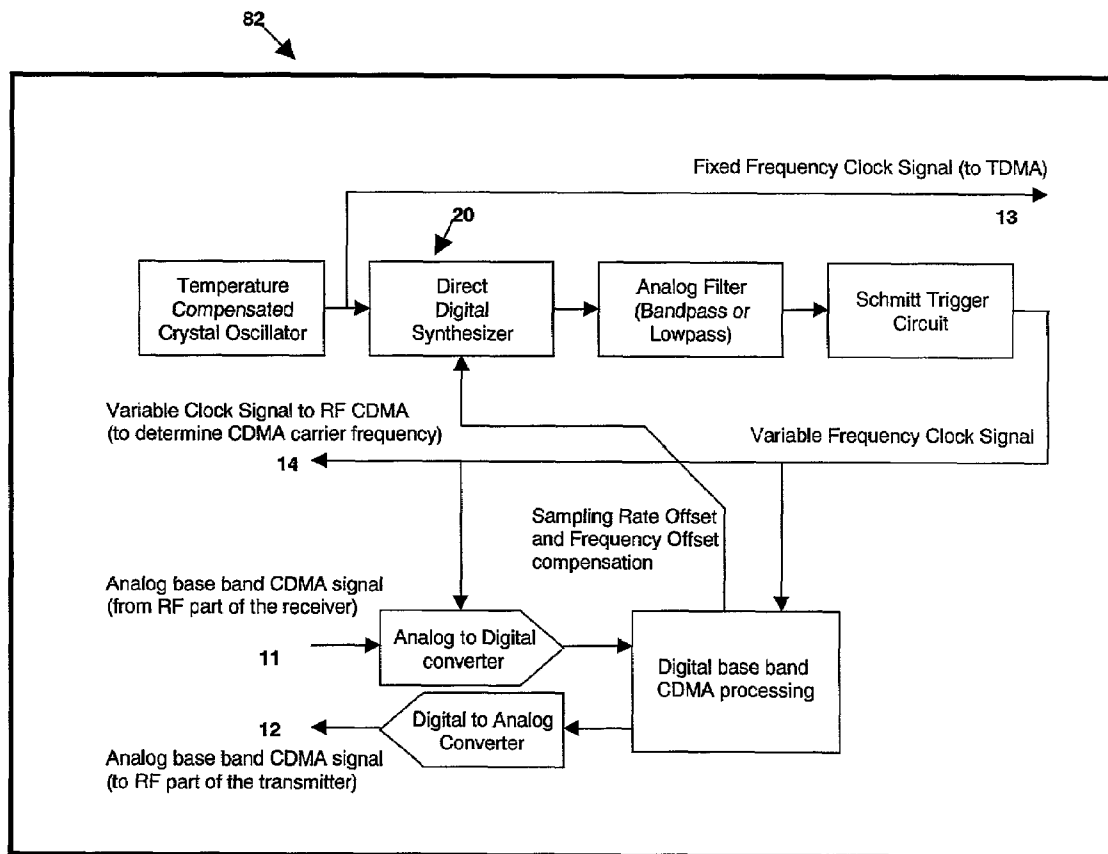 82
Fixed Frequency Clock Signal (to TDMA)
13
20
Temperature
Compensated
Crystal Oscillator
Direct
Digital
Synthesizer
Analog Filter
(Bandpass or
Lowpass)
Schmitt Trigger
Circuit
Variable Clock Signal to RF CDMA
(to determine CDMA carrier frequency)
14
Variable Frequency Clock Signal
Sampling Rate Offset
and Frequency Offset
compensation
Analog base band CDMA signal
(from RF part of the receiver)
11
Analog to Digital
converter
Digital base band
CDMA processing
12
Digital to Analog
Converter
Analog base band CDMA signal
(to RF part of the transmitter)